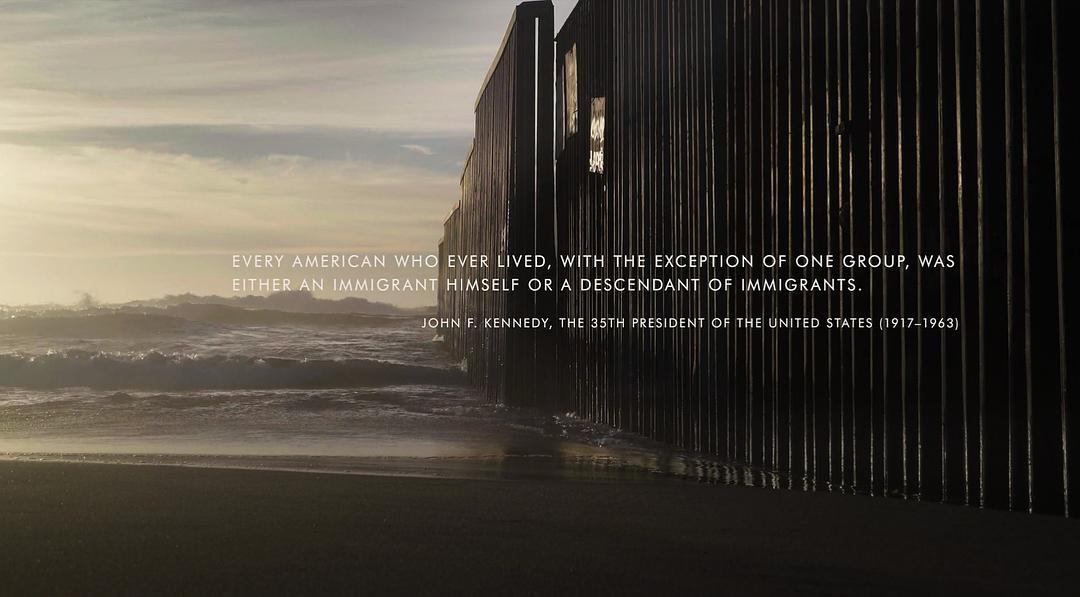 EVERY AMERICAN WHO EVER LIVED, WITH THE EXCEPTION OF ONE GROUP, WAS
EITHER AN IMMIGRANT HIMSELF OR A DESCENDANT OF IMMIGRANTS.
JOHN F. KENNEDY, THE 35TH PRESIDENT OF THE UNITED STATES (1917–1963)